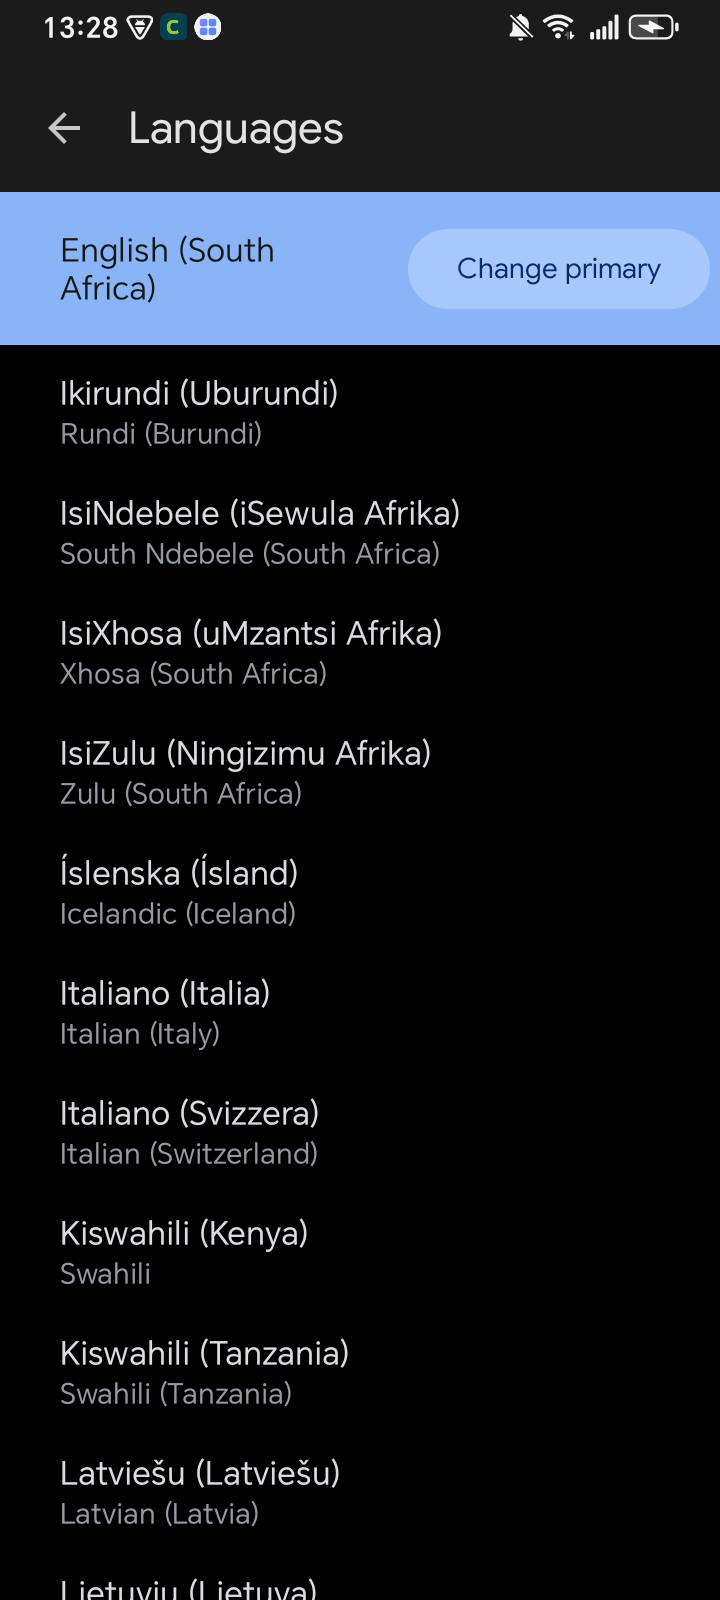 13:28
Languages
English (South
Africa)
Change primary
Ikirundi (Uburundi)
Rundi (Burundi)
IsiNdebele (iSewula Afrika)
South Ndebele (South Africa)
IsiXhosa (uMzantsi Afrika)
Xhosa (South Africa)
IsiZulu (Ningizimu Afrika)
Zulu (South Africa)
Íslenska (Ísland)
Icelandic (Iceland)
Italiano (Italia)
Italian (Italy)
Italiano (Svizzera)
Italian (Switzerland)
Kiswahili (Kenya)
Swahili
Kiswahili (Tanzania)
Swahili (Tanzania)
Latviešu (Latviešu)
Latvian (Latvia)
Lietuvių (Lietuva)